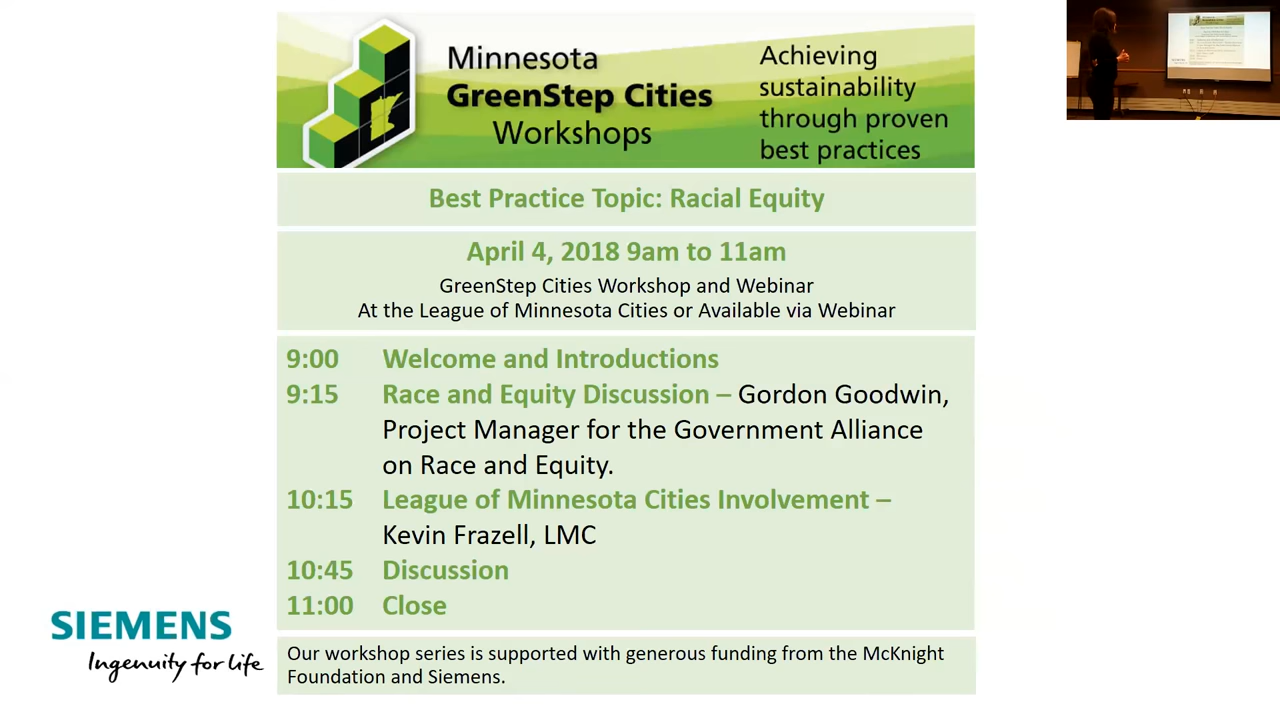 Minnesota
GreenStep Cities
Workshops
Achieving
sustainability
through proven
best practices
Best Practice Topic: Racial Equity
April 4, 2018 9am to 11am
GreenStep Cities Workshop and Webinar
At the League of Minnesota Cities or Available via Webinar
9:00 Welcome and Introductions
9:15 Race and Equity Discussion – Gordon Goodwin,
Project Manager for the Government Alliance
on Race and Equity.
10:15 League of Minnesota Cities Involvement –
Kevin Frazell, LMC
10:45 Discussion
11:00 Close
SIEMENS
Ingenuity for life
Our workshop series is supported with generous funding from the McKnight
Foundation and Siemens.